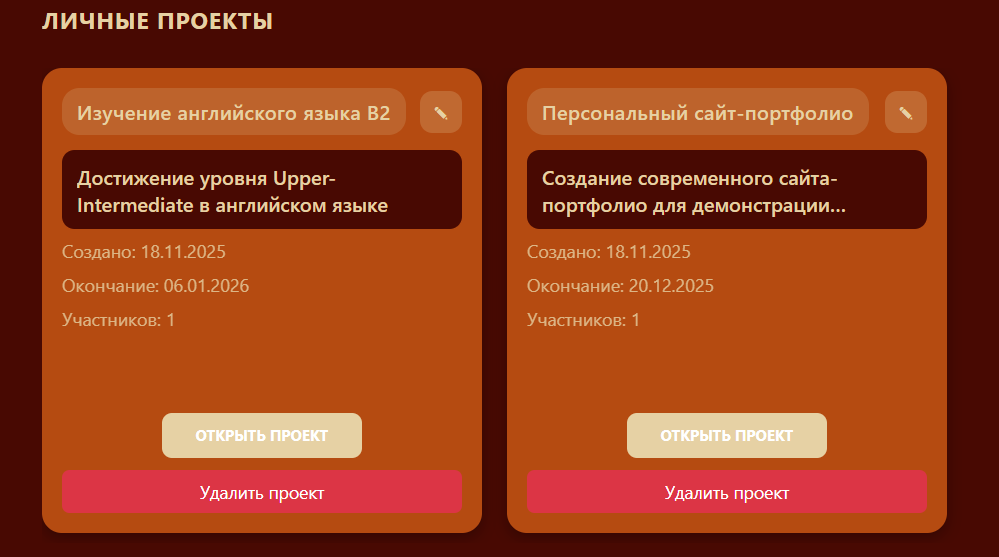 ЛИЧНЫЕ ПРОЕКТЫ
Изучение английского языка B2
Достижение уровня Upper-
Intermediate в английском языке
Создано: 18.11.2025
Окончание: 06.01.2026
Участников: 1
ОТКРЫТЬ ПРОЕКТ
Удалить проект
Персональный сайт-портфолио
Создание современного сайта-
портфолио для демонстрации...
Создано: 18.11.2025
Окончание: 20.12.2025
Участников: 1
ОТКРЫТЬ ПРОЕКТ
Удалить проект